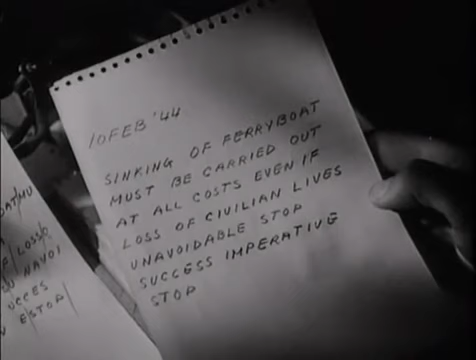 10 FEB '44
SINKING OF FERRYBOAT
MUST BE CARRIED OUT
AT ALL COSTS EVEN IF
LOSS OF CIVILIAN LIVES
UNAVOIDABLE STOP
SUCCESS IMPERATIVE
STOP